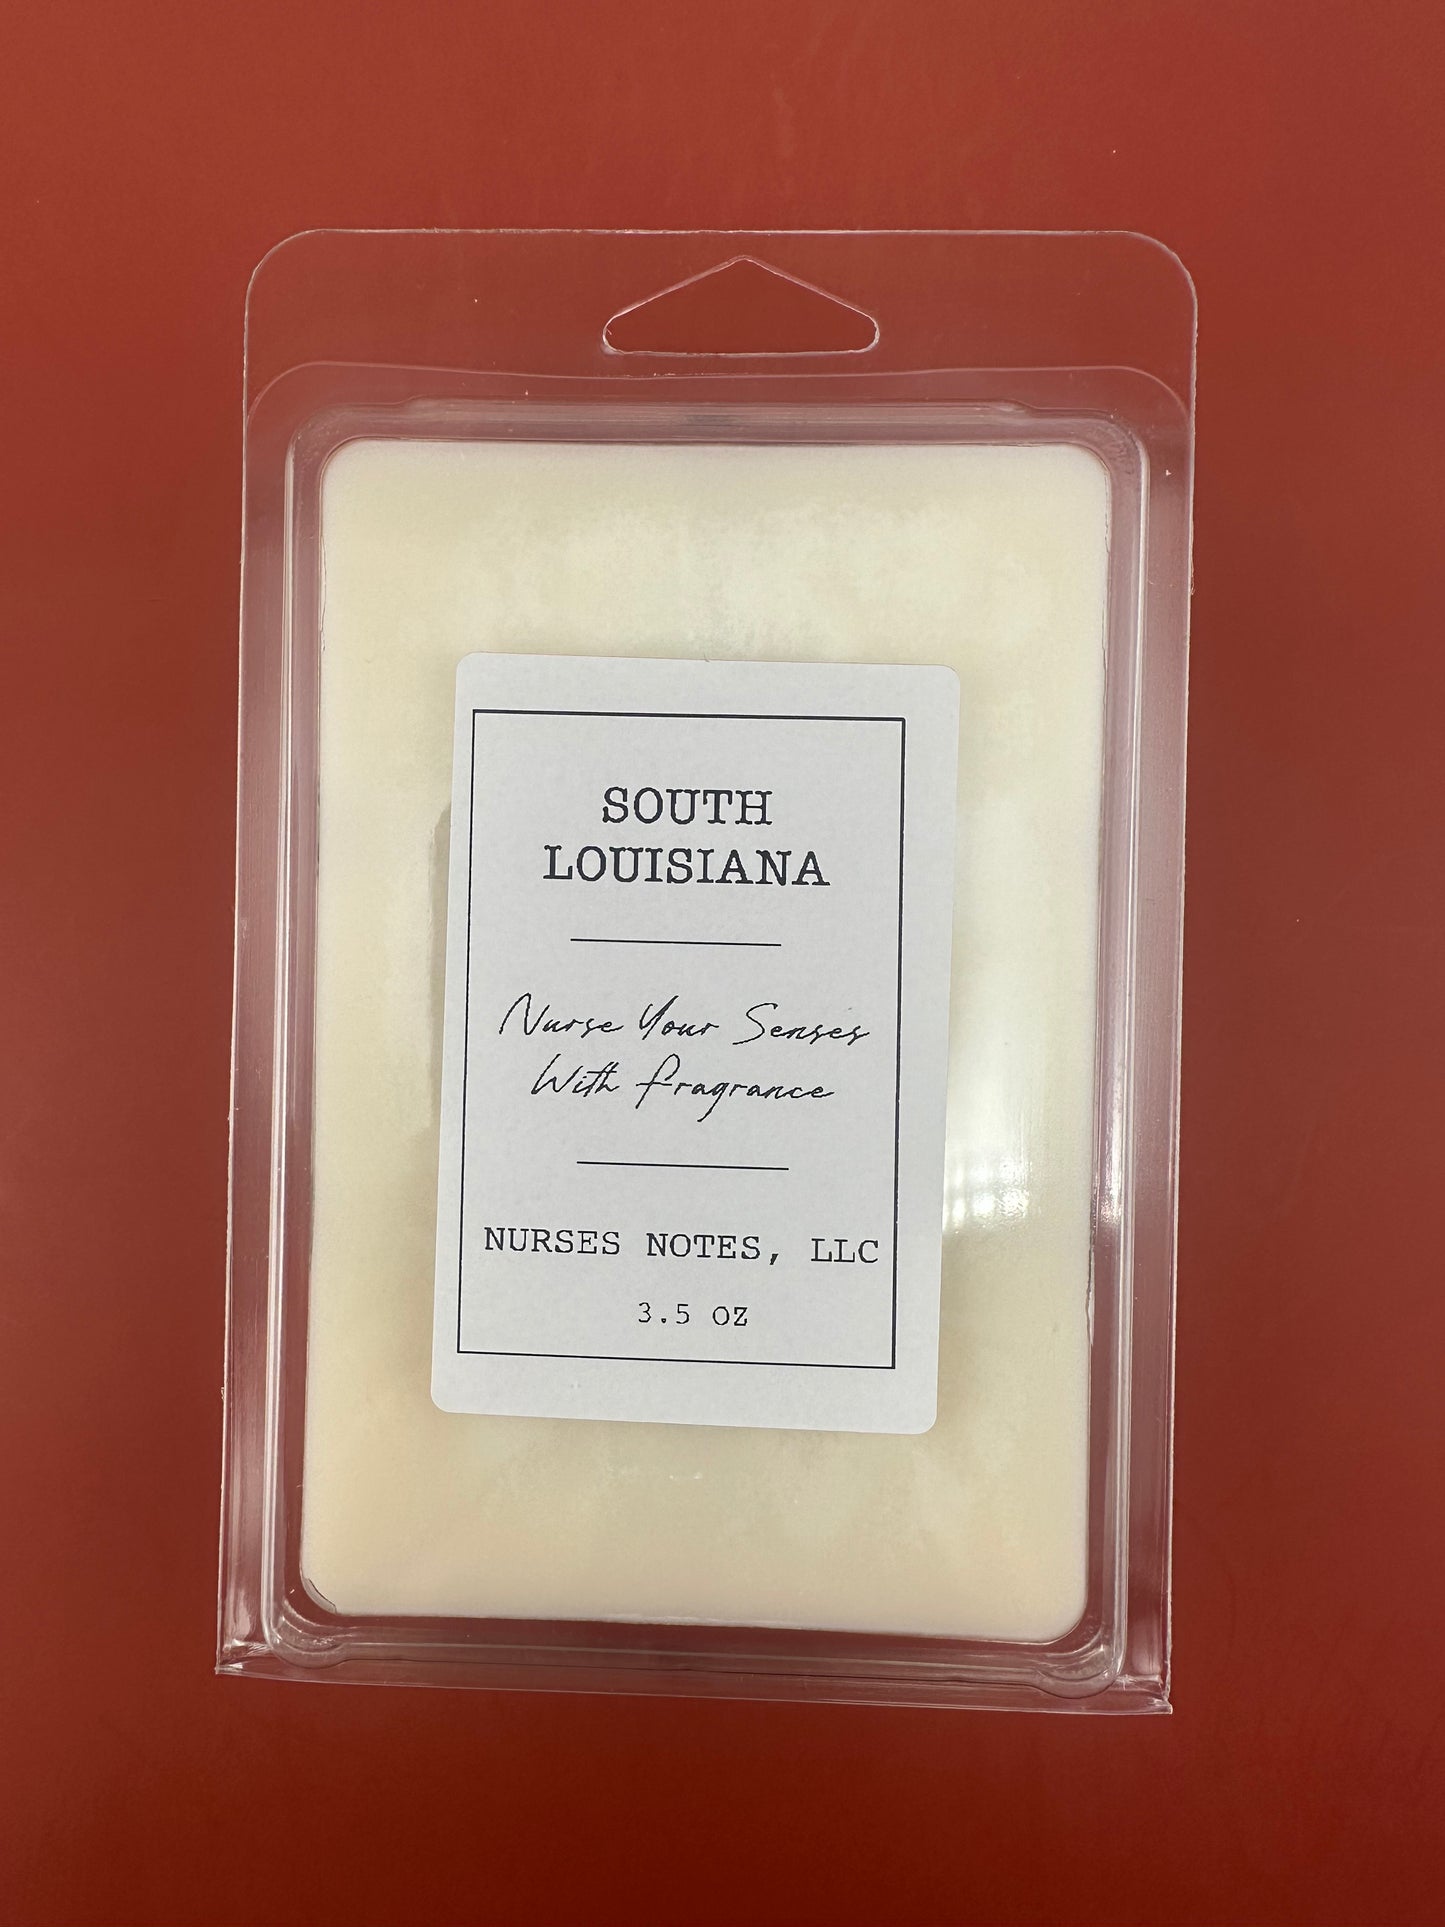 SOUTH
LOUISIANA
Nurse Your Senses
With fragrance
NURSES NOTES, LLC
3.5 OZ